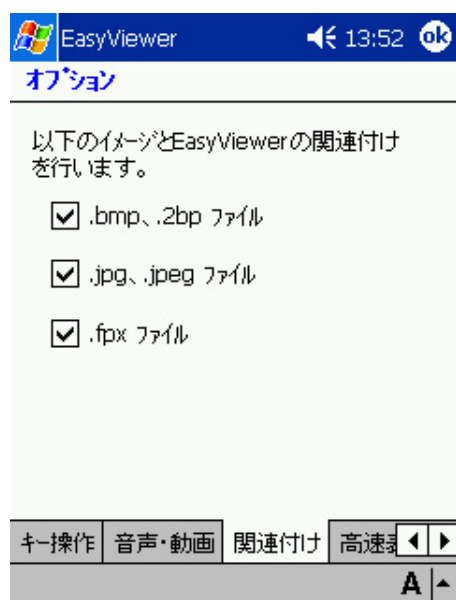 EasyViewer 13:52 ok
オプション
以下のイメージとEasyViewerの関連付け
を行います。
.bmp、.2bp ファイル
.jpg、.jpeg ファイル
.fpx ファイル
キー操作 音声・動画 関連付け 高速
A